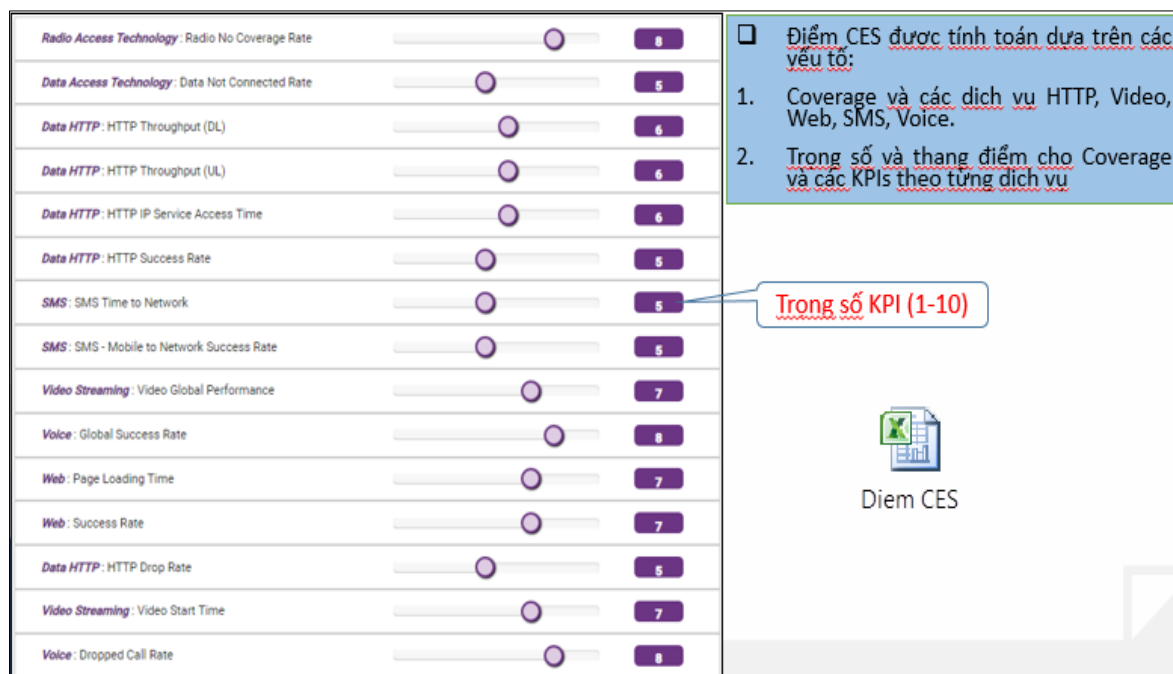 Radio Access Technology : Radio No Coverage Rate 8
Data Access Technology : Data Not Connected Rate 5
Data HTTP : HTTP Throughput (DL) 6
Data HTTP : HTTP Throughput (UL) 6
Data HTTP : HTTP IP Service Access Time 6
Data HTTP : HTTP Success Rate 5
SMS : SMS Time to Network 5
SMS : SMS - Mobile to Network Success Rate 5
Video Streaming : Video Global Performance 7
Voice : Global Success Rate 8
Web : Page Loading Time 7
Web : Success Rate 7
Data HTTP : HTTP Drop Rate 5
Video Streaming : Video Start Time 7
Voice : Dropped Call Rate 8
Điểm CES được tính toán dựa trên các
yếu tố:
1. Coverage và các dịch vụ HTTP, Video,
Web, SMS, Voice.
2. Trọng số và thang điểm cho Coverage
và các KPIs theo từng dịch vụ
Trọng số KPI (1-10)
Diem CES